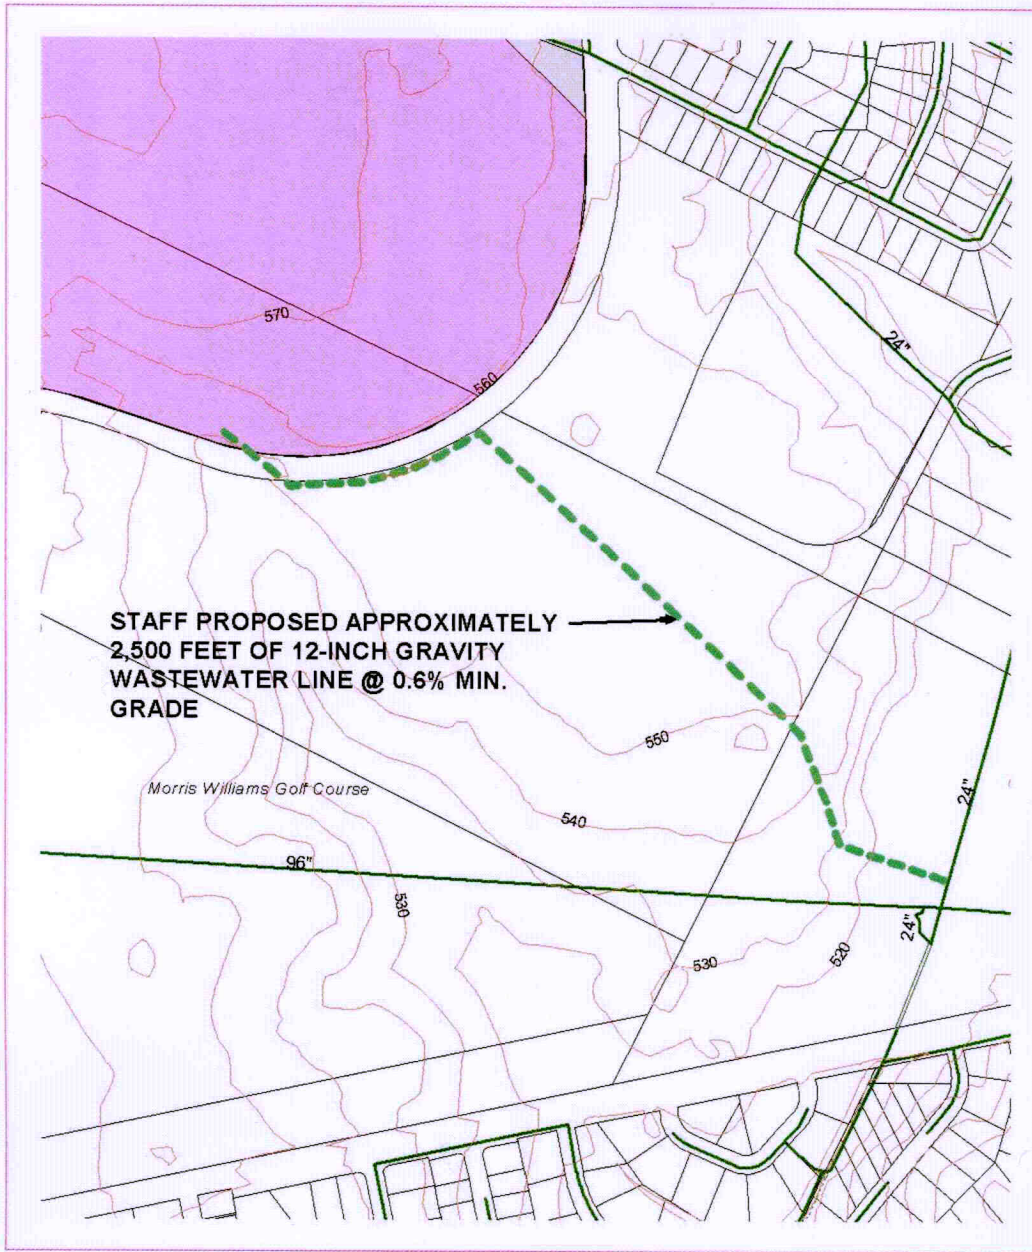 570
560
24"
STAFF PROPOSED APPROXIMATELY
2,500 FEET OF 12-INCH GRAVITY
WASTEWATER LINE @ 0.6% MIN.
GRADE
550
Morris Williams Golf Course
24"
540
96"
530
24"
530
520